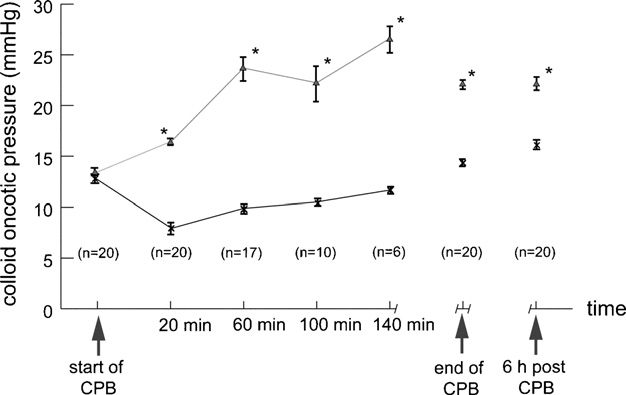 colloid oncotic pressure (mmHg)
30
25
20
15
10
5
0
*
*
*
*
*
*
(n=20)
(n=20)
(n=17)
(n=10)
(n=6)
(n=20)
(n=20)
20 min
60 min
100 min
140 min
time
start of
CPB
end of
CPB
6 h post
CPB